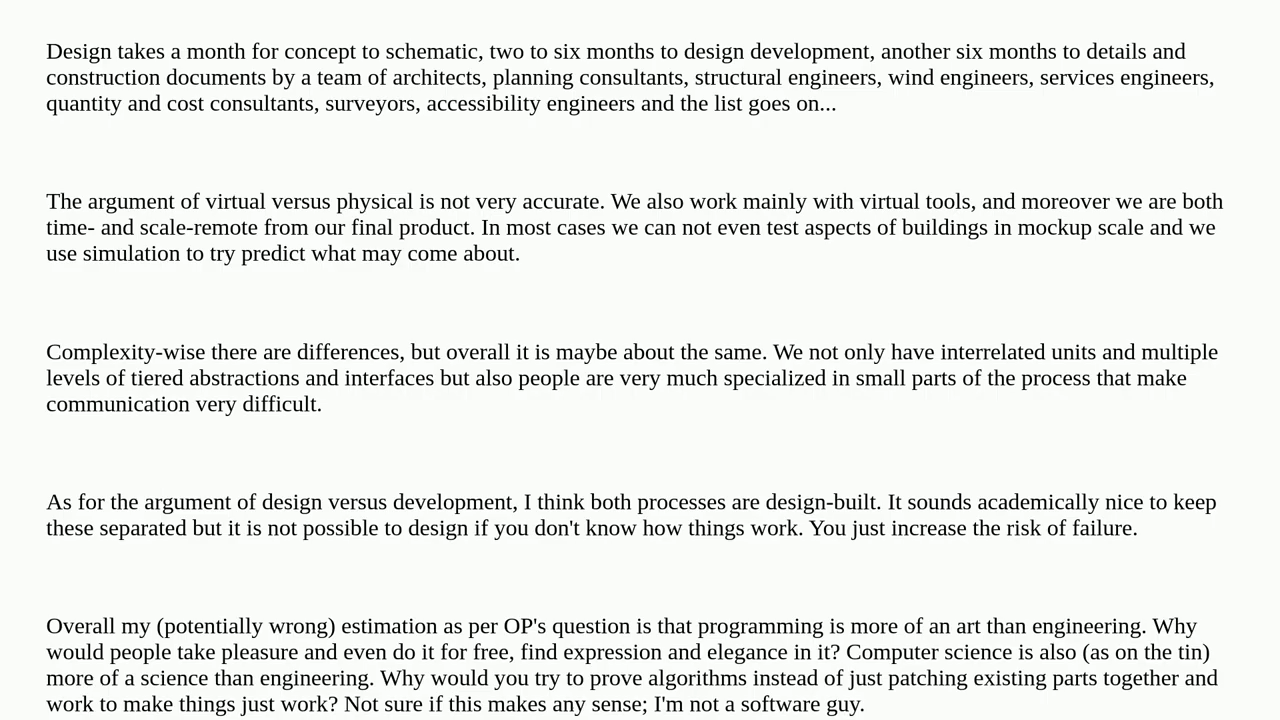 Design takes a month for concept to schematic, two to six months to design development, another six months to details and
construction documents by a team of architects, planning consultants, structural engineers, wind engineers, services engineers,
quantity and cost consultants, surveyors, accessibility engineers and the list goes on...
The argument of virtual versus physical is not very accurate. We also work mainly with virtual tools, and moreover we are both
time- and scale-remote from our final product. In most cases we can not even test aspects of buildings in mockup scale and we
use simulation to try predict what may come about.
Complexity-wise there are differences, but overall it is maybe about the same. We not only have interrelated units and multiple
levels of tiered abstractions and interfaces but also people are very much specialized in small parts of the process that make
communication very difficult.
As for the argument of design versus development, I think both processes are design-built. It sounds academically nice to keep
these separated but it is not possible to design if you don't know how things work. You just increase the risk of failure.
Overall my (potentially wrong) estimation as per OP's question is that programming is more of an art than engineering. Why
would people take pleasure and even do it for free, find expression and elegance in it? Computer science is also (as on the tin)
more of a science than engineering. Why would you try to prove algorithms instead of just patching existing parts together and
work to make things just work? Not sure if this makes any sense; I'm not a software guy.